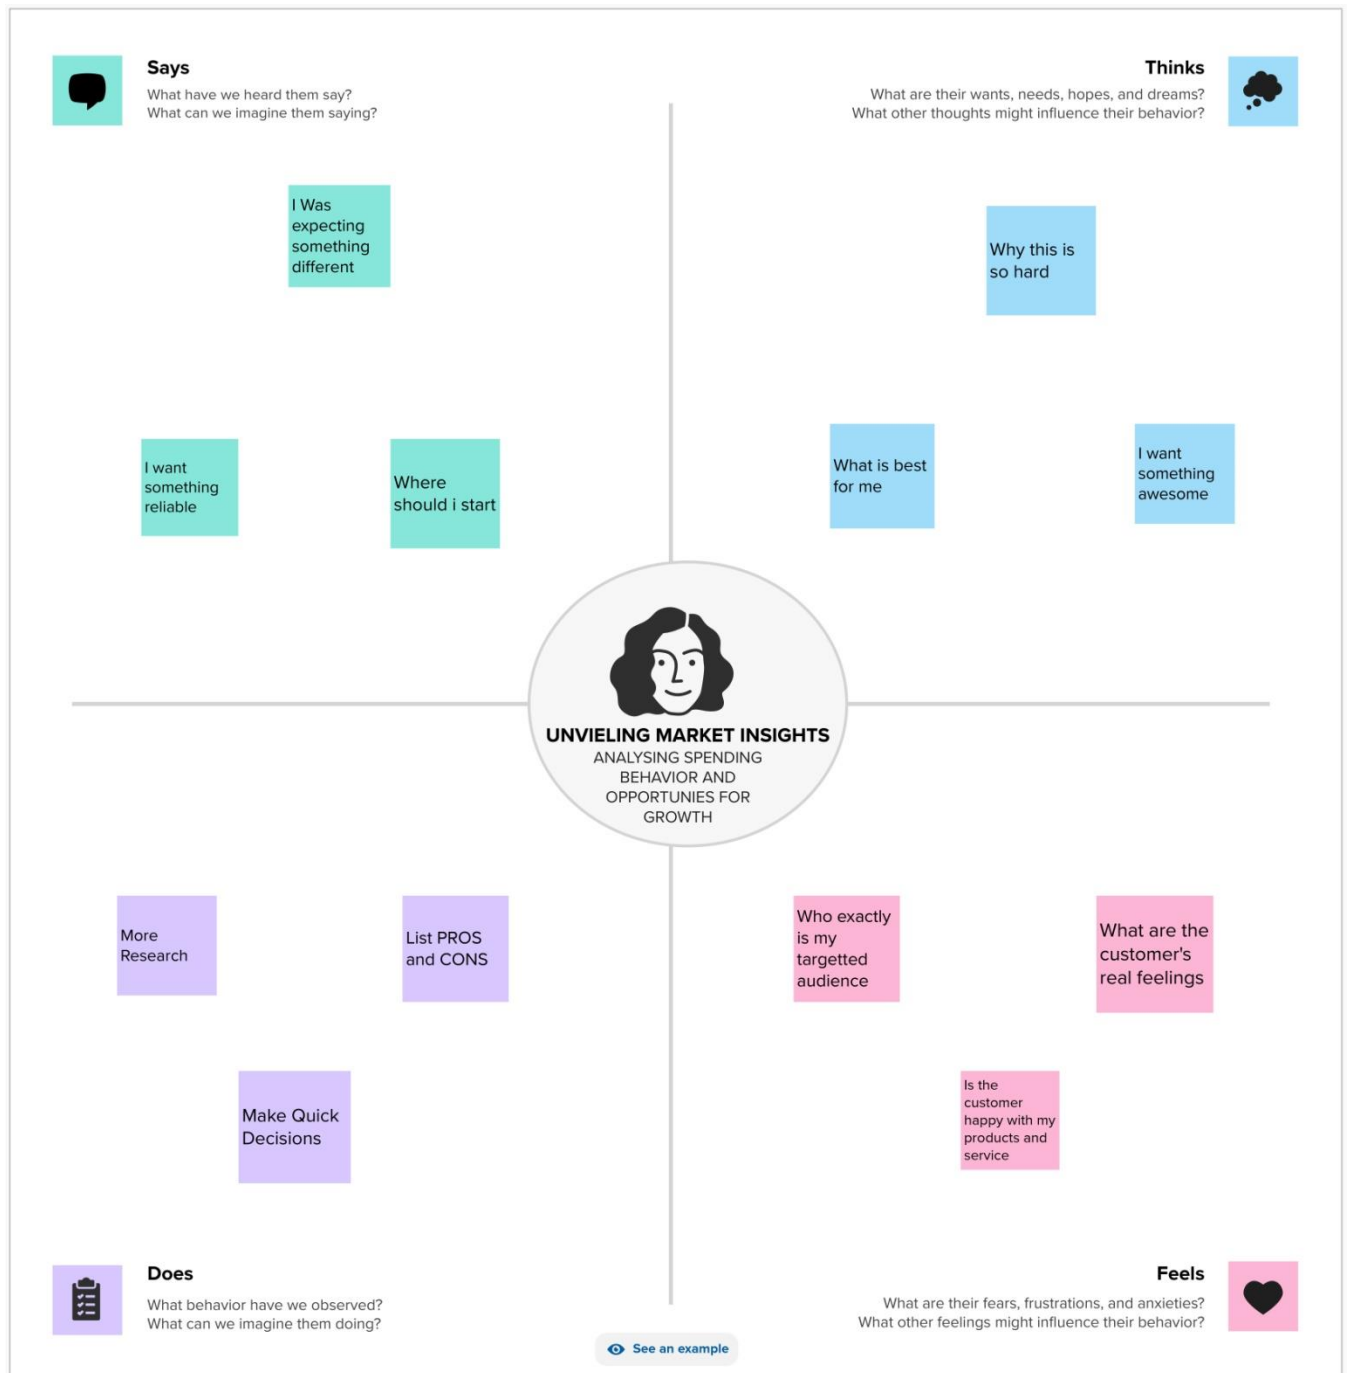 Says
What have we heard them say?
What can we imagine them saying?
Thinks
What are their wants, needs, hopes, and dreams?
What other thoughts might influence their behavior?
I Was
expecting
something
different
Why this is
so hard
I want
something
reliable
Where
should i start
What is best
for me
I want
something
awesome
UNVIELING MARKET INSIGHTS
ANALYSING SPENDING
BEHAVIOR AND
OPPORTUNIES FOR
GROWTH
More
Research
List PROS
and CONS
Make Quick
Decisions
Who exactly
is my
targetted
audience
What are the
customer's
real feelings
Is the
customer
happy with my
products and
service
Does
What behavior have we observed?
What can we imagine them doing?
Feels
What are their fears, frustrations, and anxieties?
What other feelings might influence their behavior?
See an example